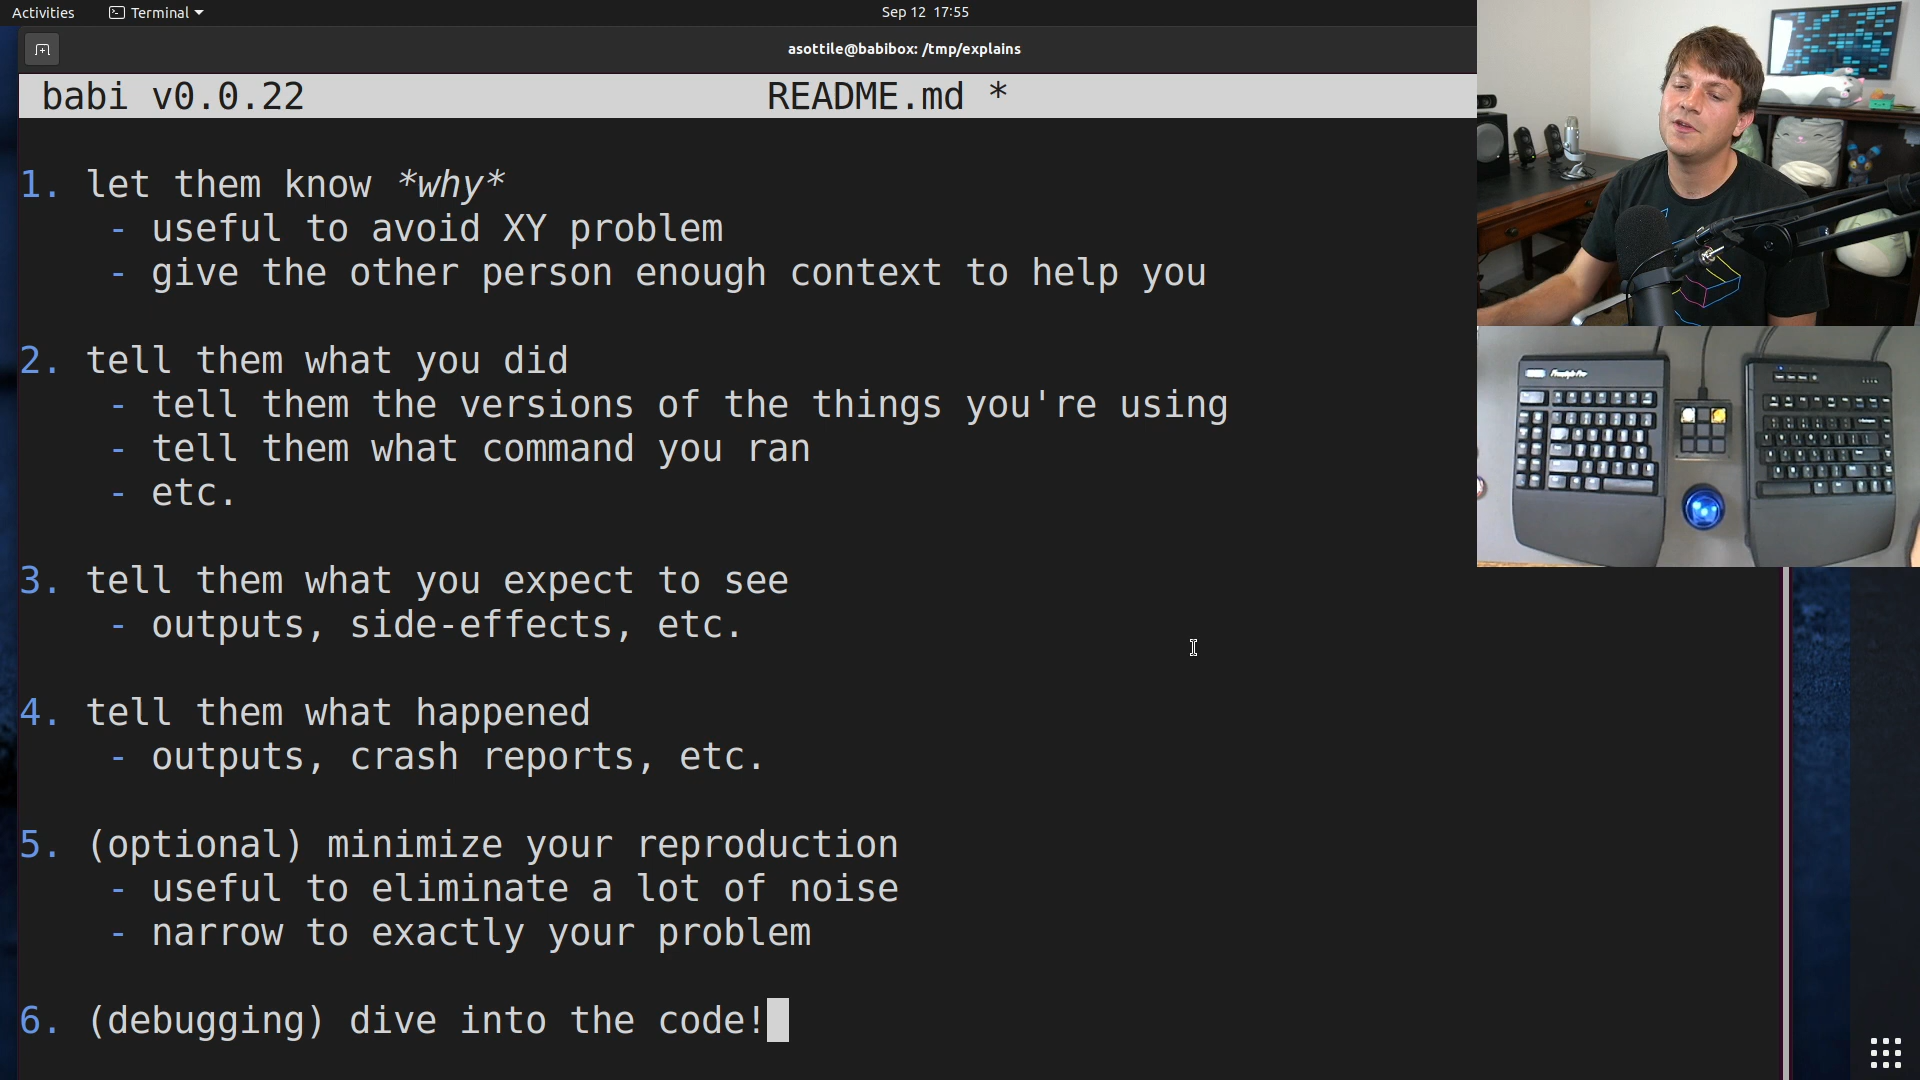 Activities
Terminal
Sep 12 17:55
asottile@babibox: /tmp/explains
babi v0.0.22
README.md *
1. let them know *why*
- useful to avoid XY problem
- give the other person enough context to help you
2. tell them what you did
- tell them the versions of the things you're using
- tell them what command you ran
- etc.
3. tell them what you expect to see
- outputs, side-effects, etc.
4. tell them what happened
- outputs, crash reports, etc.
5. (optional) minimize your reproduction
- useful to eliminate a lot of noise
- narrow to exactly your problem
6. (debugging) dive into the code!